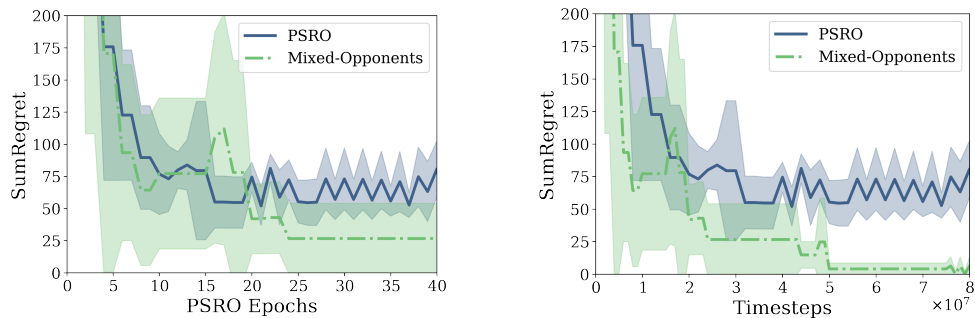 200
175
150
125
100
75
50
25
0
SumRegret
PSRO
Mixed-Opponents
0 5 10 15 20 25 30 35 40
PSRO Epochs
200
175
150
125
100
75
50
25
0
SumRegret
PSRO
Mixed-Opponents
0 1 2 3 4 5 6 7 8
Timesteps
×10⁷